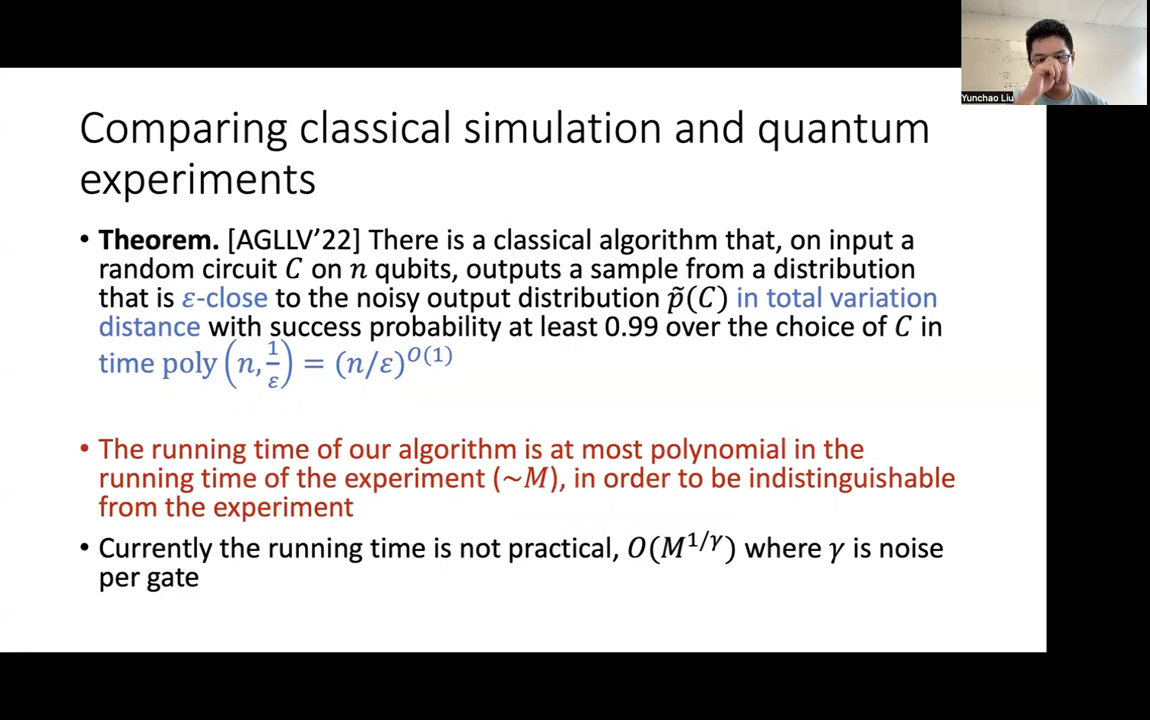 Yunchao Liu
Comparing classical simulation and quantum
experiments
• Theorem. [AGLLV'22] There is a classical algorithm that, on input a
random circuit C on n qubits, outputs a sample from a distribution
that is ε-close to the noisy output distribution p̃(C) in total variation
distance with success probability at least 0.99 over the choice of C in
time poly(n, 1/ε) = (n/ε)^O(1)
• The running time of our algorithm is at most polynomial in the
running time of the experiment (~M), in order to be indistinguishable
from the experiment
• Currently the running time is not practical, O(M^1/γ) where γ is noise
per gate